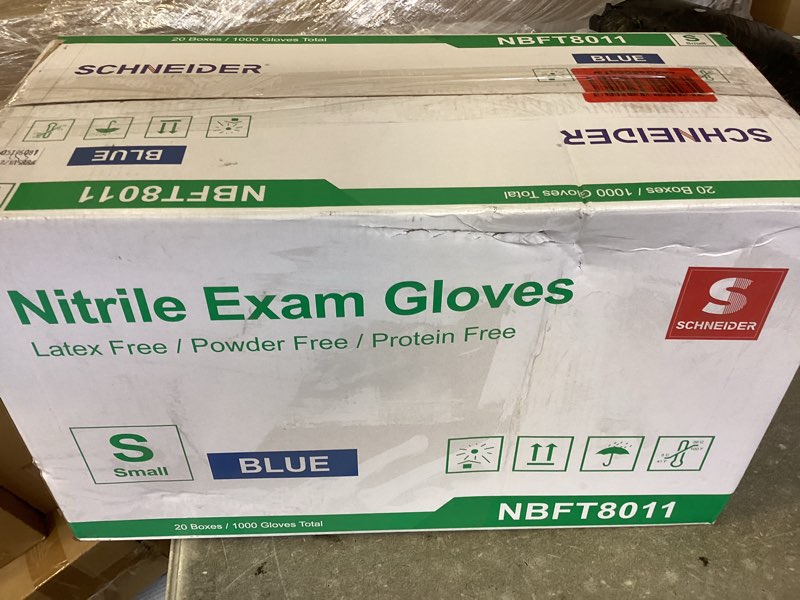 20 Boxes / 1000 Gloves Total
NBFT8011
S
Small
SCHNEIDER
BLUE
SCHNEIDER
BLUE
NBFT8011
20 Boxes / 1000 Gloves Total
Nitrile Exam Gloves
Latex Free / Powder Free / Protein Free
S
SCHNEIDER
S
Small
BLUE
20 Boxes / 1000 Gloves Total
NBFT8011